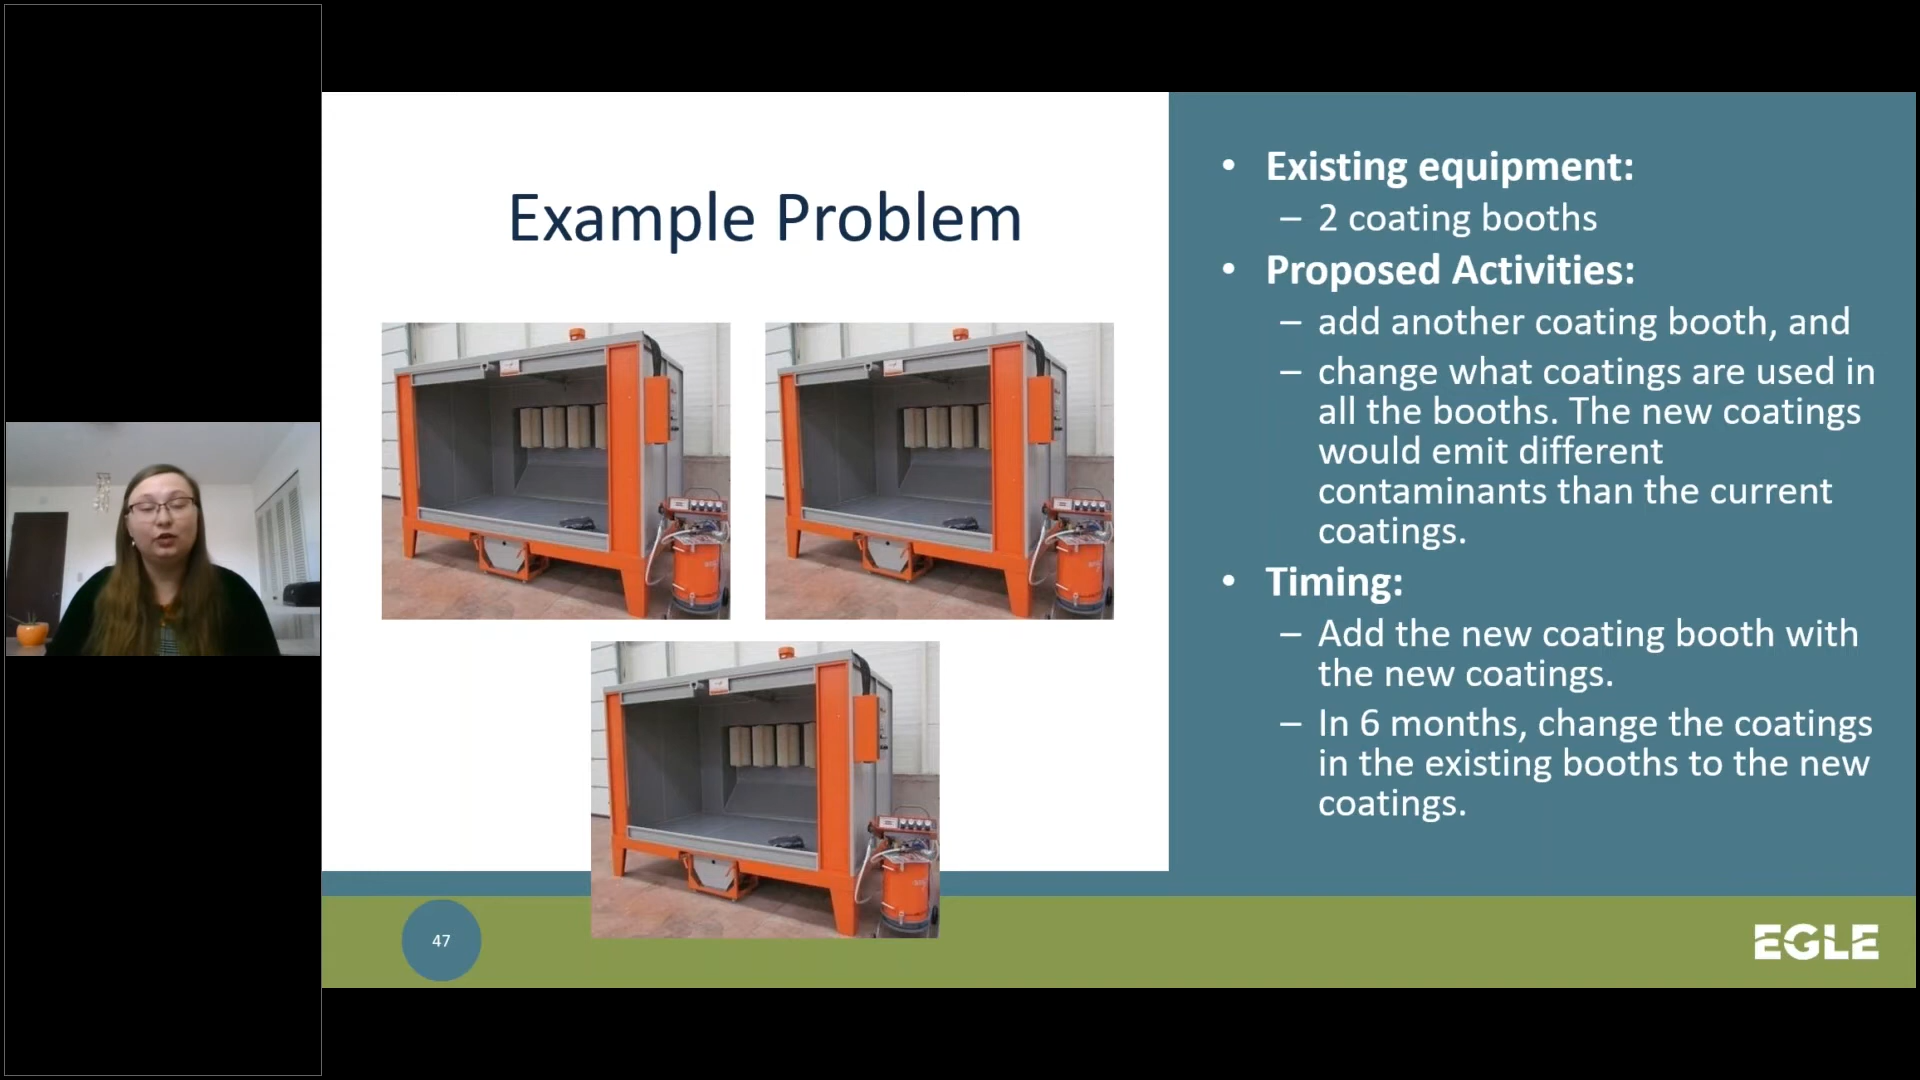 Example Problem
• Existing equipment:
– 2 coating booths
• Proposed Activities:
– add another coating booth, and
– change what coatings are used in
all the booths. The new coatings
would emit different
contaminants than the current
coatings.
• Timing:
– Add the new coating booth with
the new coatings.
– In 6 months, change the coatings
in the existing booths to the new
coatings.
47
EGLE